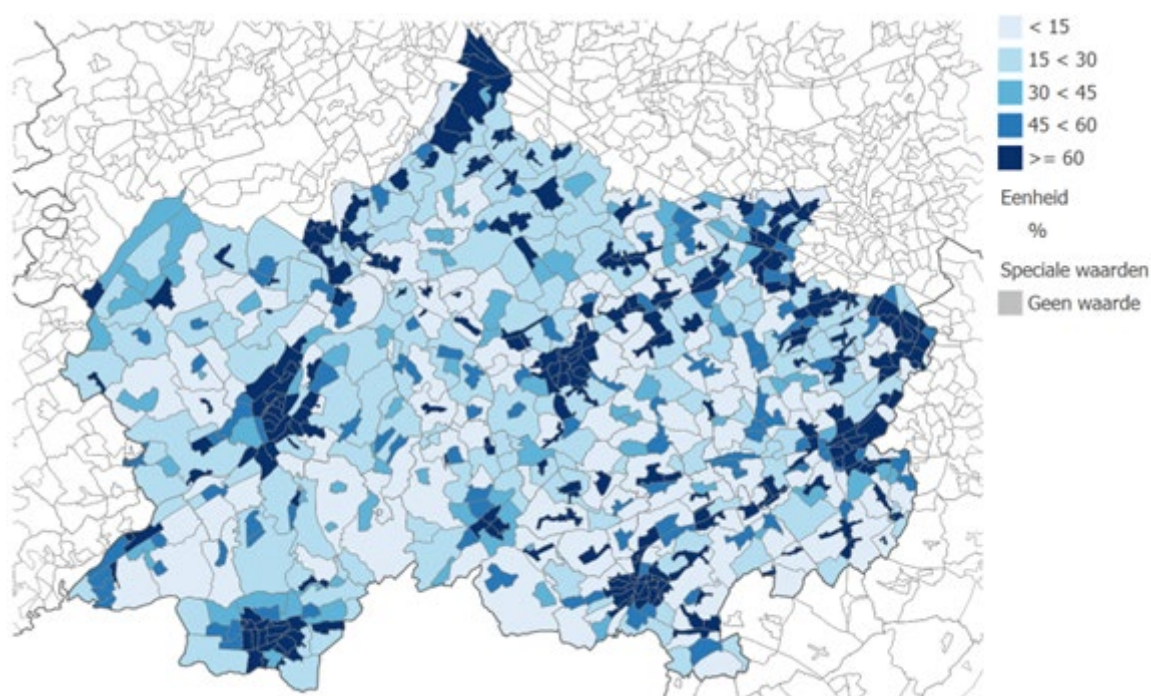 < 15
15 < 30
30 < 45
45 < 60
>= 60
Eenheid
%
Speciale waarden
Geen waarde